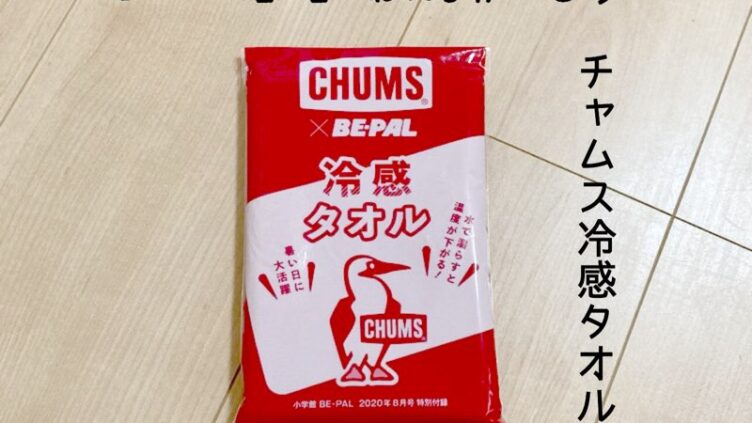 CHUMS®
×BE-PAL
冷感
タオル
水で濡らすと
温度が下がる!
暑い日に
大活躍
CHUMS
小学館 BE-PAL 2020年8月号 特別付録
チャムス冷感タオル